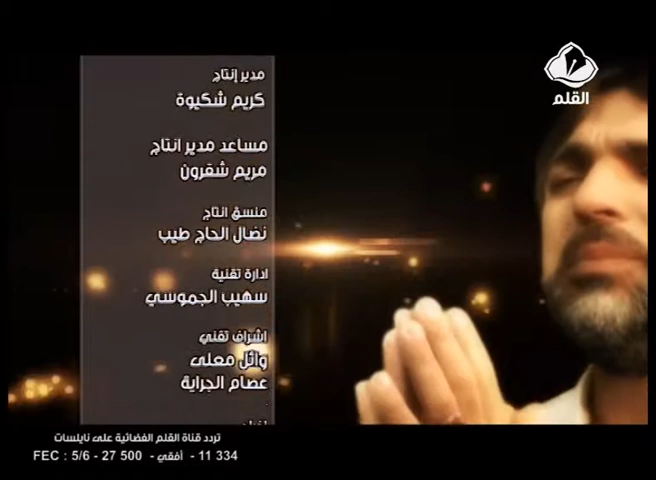 القلم
مدير إنتاج
كريم شكيوة
مساعد مدير انتاج
مريم شقرون
منسق انتاج
نضال الحاج طيب
ادارة تقنية
سهيب الجموسي
اشراف تقني
وائل معلى
عصام الجراية
تردد قناة القلم الفضائية على نايلسات
FEC : 5/6 - 27 500 - أفقي - 11 334